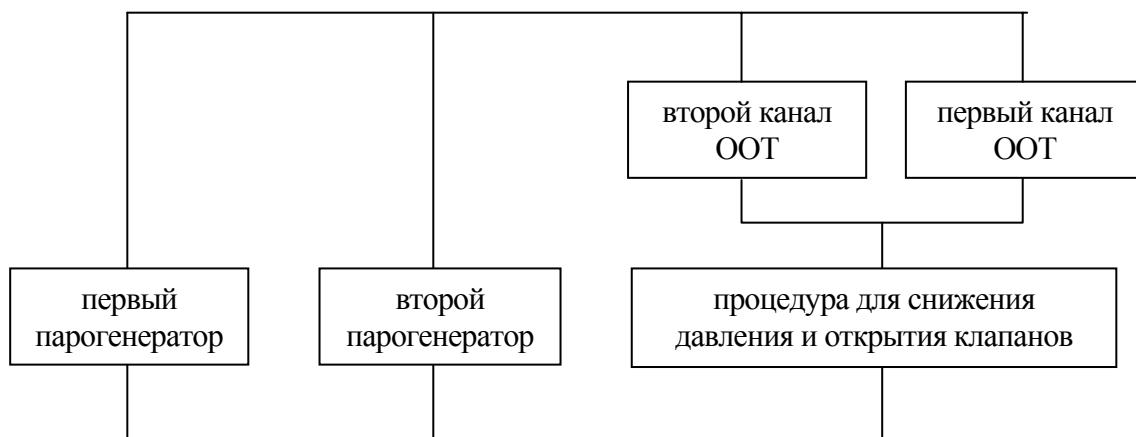 второй канал
ООТ
первый канал
ООТ
первый
парогенератор
второй
парогенератор
процедура для снижения
давления и открытия клапанов